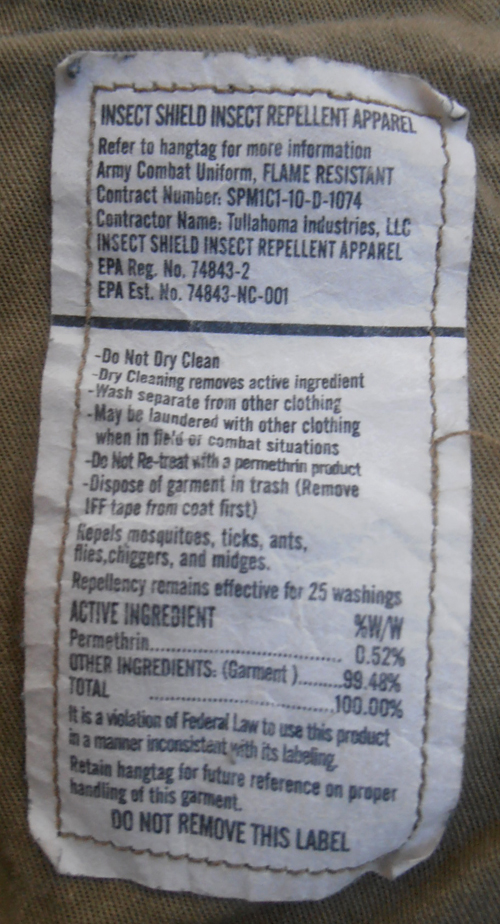 INSECT SHIELD INSECT REPELLENT APPAREL
Refer to hangtag for more information
Army Combat Uniform, FLAME RESISTANT
Contract Number: SPM1C1-10-D-1074
Contractor Name: Tullahoma Industries, LLC
INSECT SHIELD INSECT REPELLENT APPAREL
EPA Reg. No. 74843-2
EPA Est. No. 74843-NC-001
-Do Not Dry Clean
-Dry Cleaning removes active ingredient
-Wash separate from other clothing
-May be laundered with other clothing
when in field or combat situations
-Do Not Re-treat with a permethrin product
-Dispose of garment in trash (Remove
IFF tape from coat first)
Repels mosquitoes, ticks, ants,
flies,chiggers, and midges.
Repellency remains effective for 25 washings
ACTIVE INGREDIENT %W/W
Permethrin.......................................... 0.52%
OTHER INGREDIENTS: (Garment ).........99.48%
TOTAL ........................................100.00%
It is a violation of Federal Law to use this product
in a manner inconsistent with its labeling.
Retain hangtag for future reference on proper
handling of this garment.
DO NOT REMOVE THIS LABEL